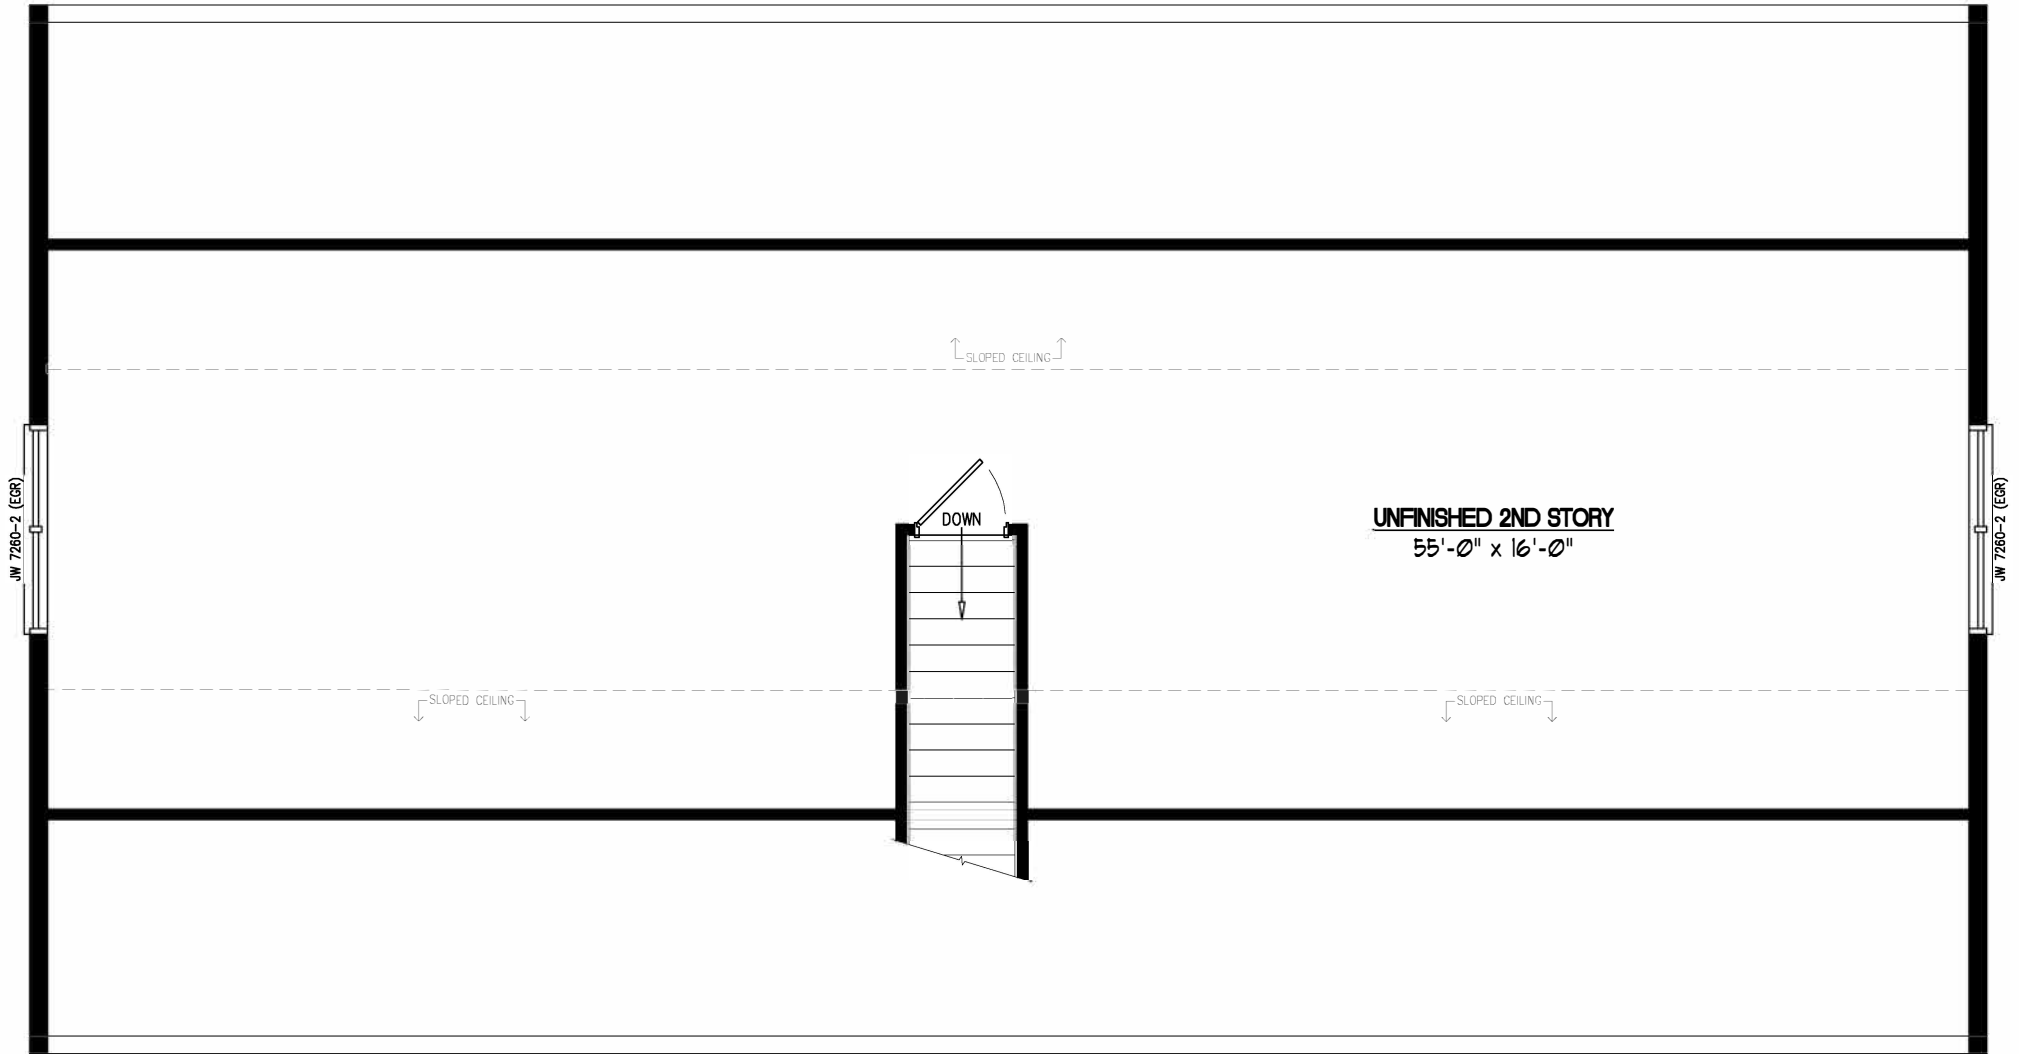 SLOPED CEILING
JW 7260-2 (EGR)
DOWN
UNFINISHED 2ND STORY
55'-0" x 16'-0"
JW 7260-2 (EGR)
SLOPED CEILING
SLOPED CEILING